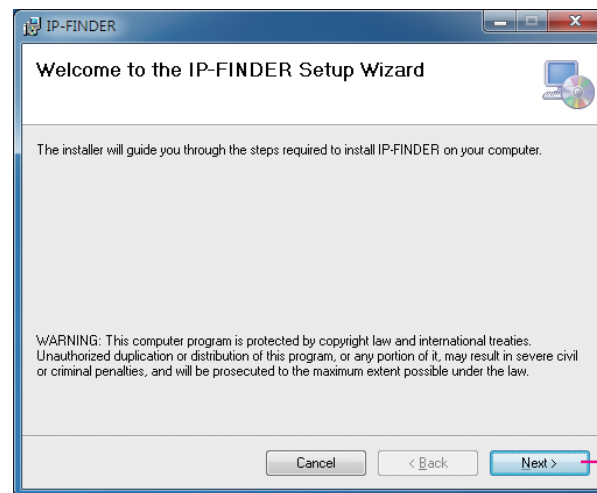 IP-FINDER
Welcome to the IP-FINDER Setup Wizard
The installer will guide you through the steps required to install IP-FINDER on your computer.
WARNING: This computer program is protected by copyright law and international treaties.
Unauthorized duplication or distribution of this program, or any portion of it, may result in severe civil
or criminal penalties, and will be prosecuted to the maximum extent possible under the law.
Cancel
< Back
Next >